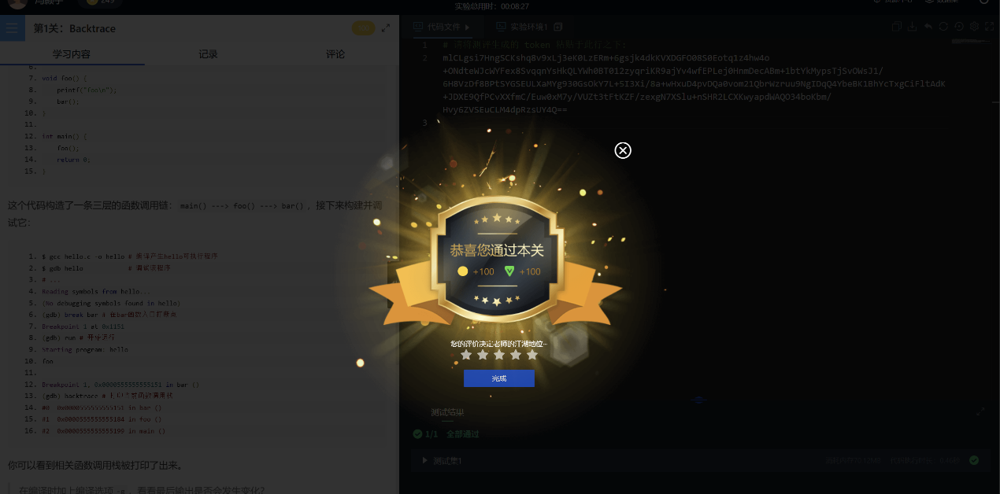 实验总用时：00:08:27
249
第1关：Backtrace
学习内容
记录
评论
6.
7. void foo() {
8. printf("foo\n");
9. bar();
10. }
11.
12. int main() {
13. foo();
14. return 0;
15. }
这个代码构造了一条三层的函数调用链： main() ---> foo() ---> bar() ，接下来构建并调
试它：
1. $ gcc hello.c -o hello # 编译产生hello可执行程序
2. $ gdb hello # 调试该程序
3. # ...
4. Reading symbols from hello...
5. (No debugging symbols found in hello)
6. (gdb) break bar # 在bar函数入口打断点
7. Breakpoint 1 at 0x1151
8. (gdb) run # 开始运行
9. Starting program: hello
10. foo
11.
12. Breakpoint 1, 0x0000555555555151 in bar ()
13. (gdb) backtrace # 打印当前函数调用栈
14. #0 0x0000555555555151 in bar ()
15. #1 0x0000555555555184 in foo ()
16. #2 0x0000555555555199 in main ()
你可以看到相关函数调用栈被打印了出来。
在编译时加上编译选项 -g ，看看最后输出是否会发生变化？
代码文件
实验环境1
1 # 请将测评生成的 token 粘贴于此行之下:
2 mlCLgsi7HngSCKshq8v9xLj3eK0LzERm+6gsjk4dkKVXDGFO08S0Eotq1z4hw4o
+ONdteWJcWYFex8SvqqnYsHkQLYWh0BT012zyqriKR9ajYv4wfEPLej0HnmDecABm+1btYkMypsTjSvOWsJ1/
6H8VzDf8BPtSYGSEULXaMYg930GsOkY7L+5I3Xi/8a+wHxuD4pvDQa0vom21QbrWzruu9NgIDqQ4YbeBK1BhYcTxgCiFltAdK
+JDXE9QfPCvXXfmC/Euw0xM7y/VUZt3tFtKZF/zexgN7XSlu+nSHR2LCXKwyapdWAQO34boKbm/
Hvy6ZVSEuCLM4dpRzsUY4Q==
3
恭喜您通过本关
+100 +100
您的评价决定老师的江湖地位~
完成
测试结果
1/1 全部通过
测试集1